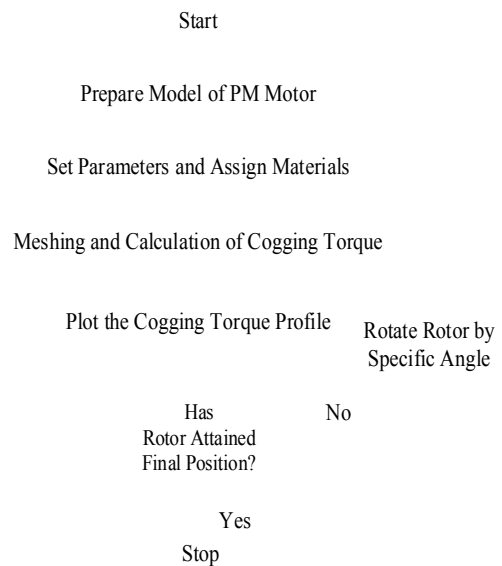 Start
Prepare Model of PM Motor
Set Parameters and Assign Materials
Meshing and Calculation of Cogging Torque
Plot the Cogging Torque Profile
Rotate Rotor by
Specific Angle
Has
Rotor Attained
Final Position?
No
Yes
Stop